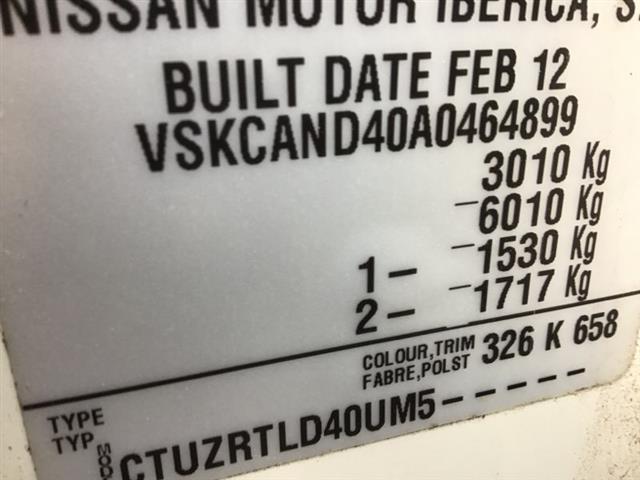 NISSAN MOTOR IBERICA, S.
BUILT DATE FEB 12
VSKCAND40A0464899
3010 Kg
-6010 Kg
1- -1530 Kg
2- -1717 Kg
COLOUR,TRIM 326 K 658
FABRE,POLST
TYPE
TYP
CTUZRTLD40UM5-----